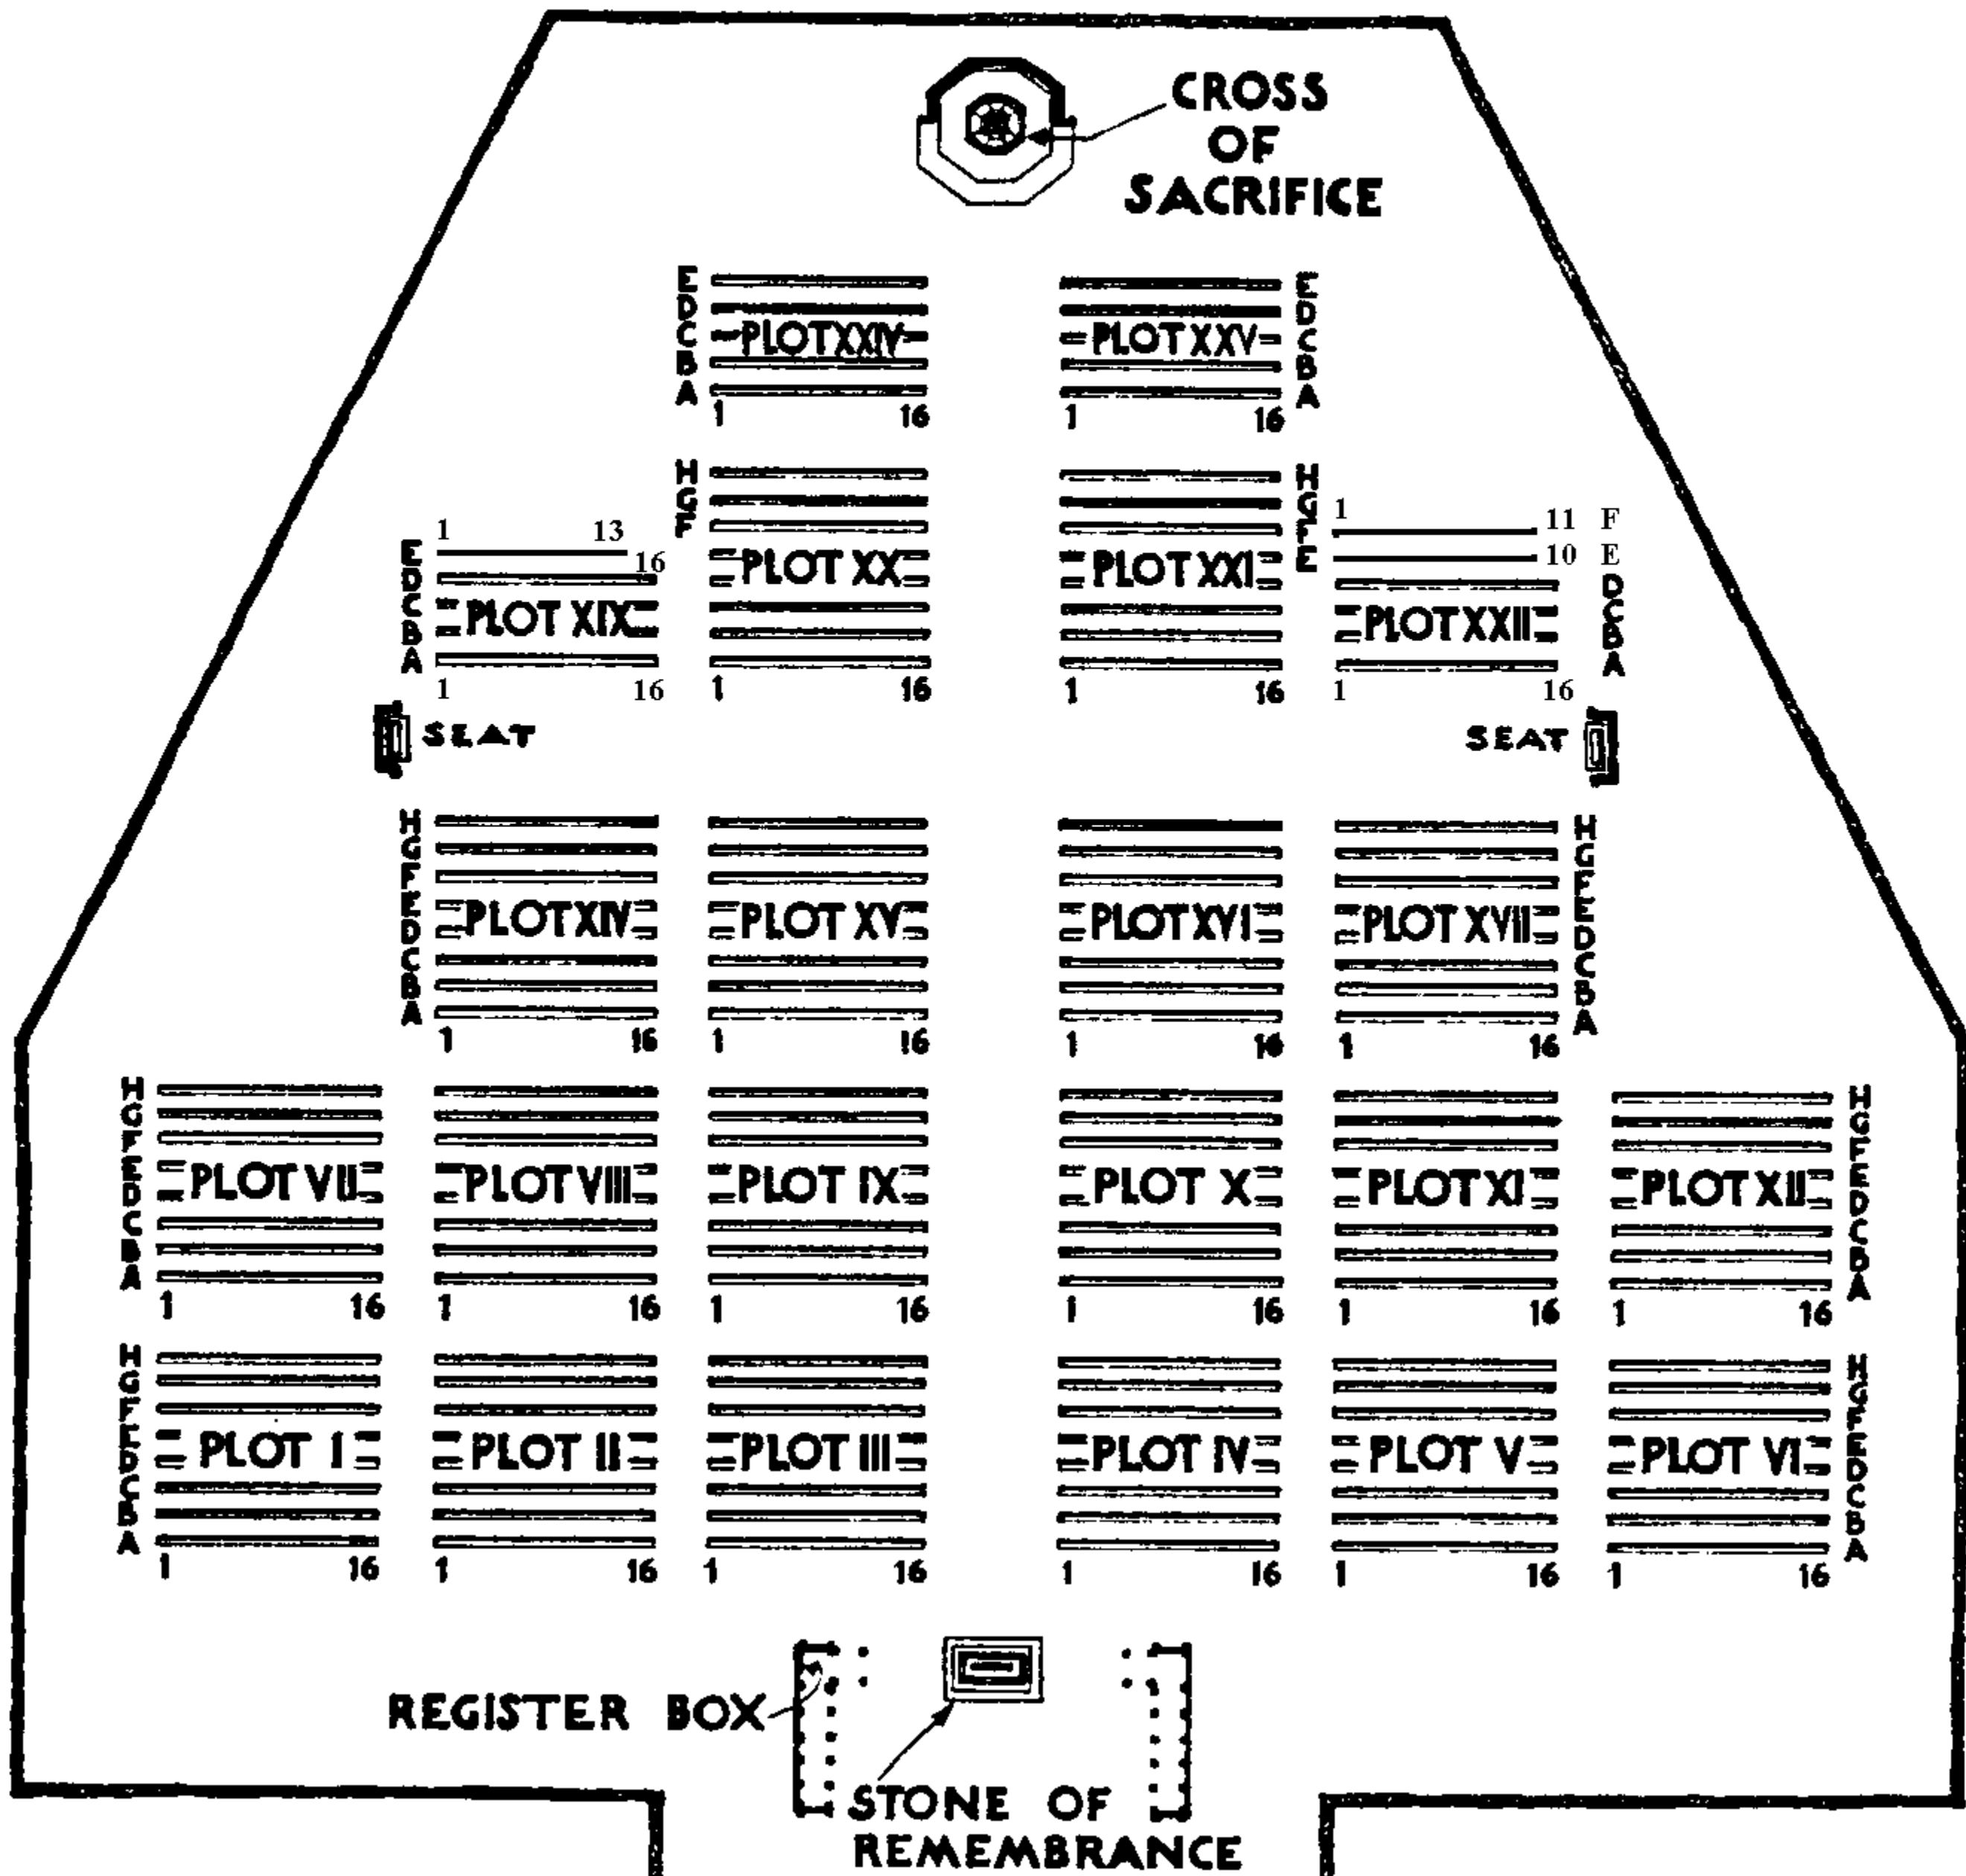 CROSS
OF
SACRIFICE
E E
D D
C PLOT XXIV PLOT XXV C
B B
A A
1 16 1 16
H H
G G 1
F F 11 F
1 13 E 10 E
E 16 PLOT XX PLOT XXI
D D
C PLOT XIX PLOT XXII C
B B
A A
1 16 1 16 1 16 1 16
SEAT SEAT
H H
G G
F F
E E
PLOT XIV PLOT XV PLOT XVI PLOT XVII
D D
C C
B B
A A
1 16 1 16 1 16 1 16
H H
G G
F F
E E
PLOT VII PLOT VIII PLOT IX PLOT X PLOT XI PLOT XII
D D
C C
B B
A A
1 16 1 16 1 16 1 16 1 16 1 16
H H
G G
F F
E E
PLOT I PLOT II PLOT III PLOT IV PLOT V PLOT VI
D D
C C
B B
A A
1 16 1 16 1 16 1 16 1 16 1 16
REGISTER BOX
STONE OF
REMEMBRANCE